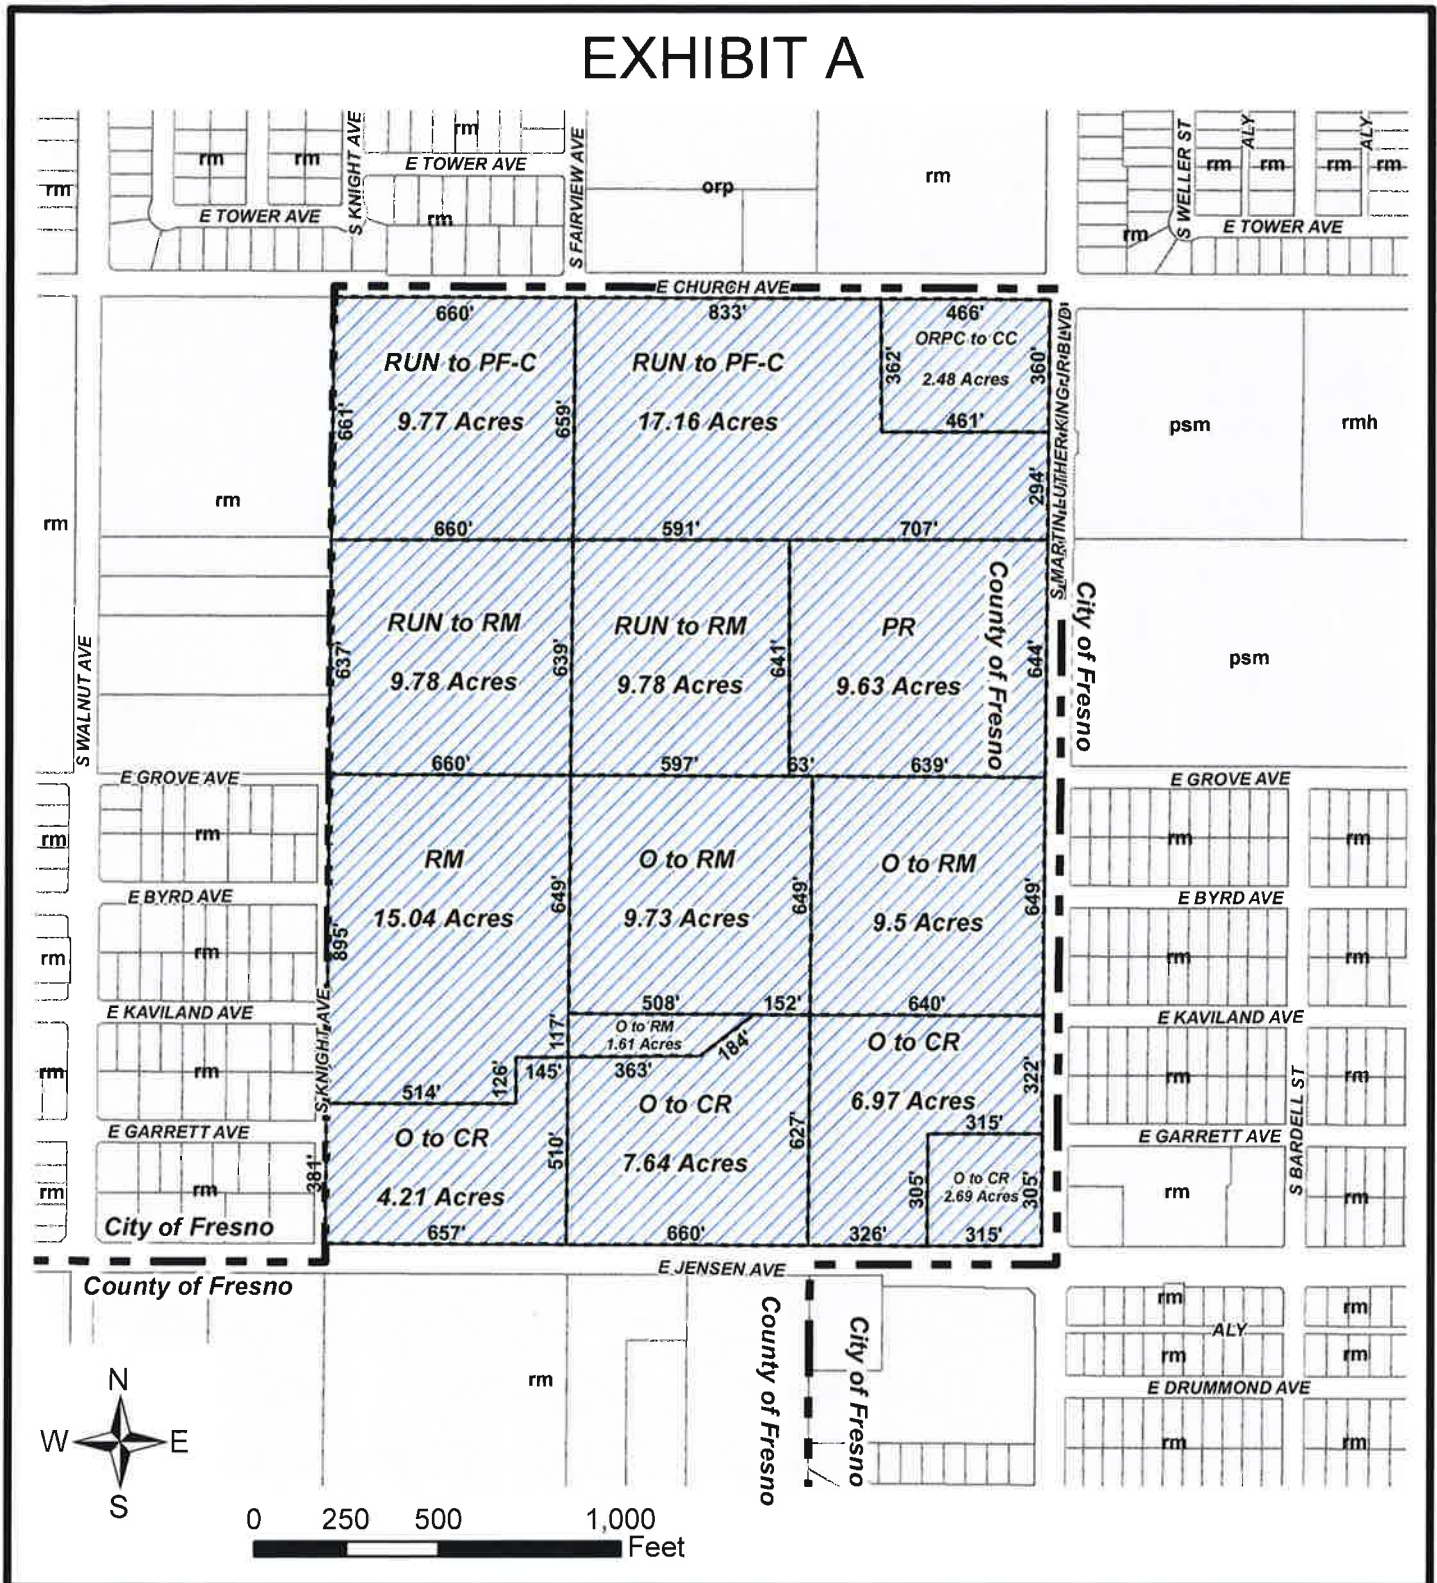 EXHIBIT A
rm
rm
rm
S KNIGHT AVE
rm
E TOWER AVE
E TOWER AVE
rm
S FAIRVIEW AVE
orp
rm
S WELLER ST
ALY
ALY
rm
rm
rm
rm
rm
E TOWER AVE
E CHURCH AVE
660'
833'
466'
RUN to PF-C
9.77 Acres
661'
659'
660'
RUN to PF-C
17.16 Acres
591'
707'
362'
ORPC to CC
2.48 Acres
360'
461'
294'
S MARTIN LUTHER KING JR BLVD
psm
rmh
rm
rm
S WALNUT AVE
RUN to RM
9.78 Acres
637'
639'
660'
RUN to RM
9.78 Acres
641'
597'
63'
PR
9.63 Acres
644'
639'
County of Fresno
City of Fresno
psm
E GROVE AVE
rm
rm
E BYRD AVE
rm
rm
E KAVILAND AVE
rm
rm
E GARRETT AVE
rm
rm
S KNIGHT AVE
City of Fresno
RM
15.04 Acres
895'
649'
O to RM
9.73 Acres
649'
O to RM
9.5 Acres
649'
508'
152'
640'
O to RM
1.61 Acres
117'
184'
126'
145'
363'
514'
O to CR
4.21 Acres
381'
510'
657'
O to CR
7.64 Acres
627'
660'
O to CR
6.97 Acres
322'
315'
305'
O to CR
2.69 Acres
305'
326'
315'
E GROVE AVE
rm
rm
E BYRD AVE
rm
rm
E KAVILAND AVE
rm
rm
S BARDELL ST
E GARRETT AVE
rm
rm
E JENSEN AVE
County of Fresno
rm
County of Fresno
City of Fresno
rm
rm
ALY
rm
rm
E DRUMMOND AVE
rm
rm
N
W
E
S
0
250
500
1,000
Feet